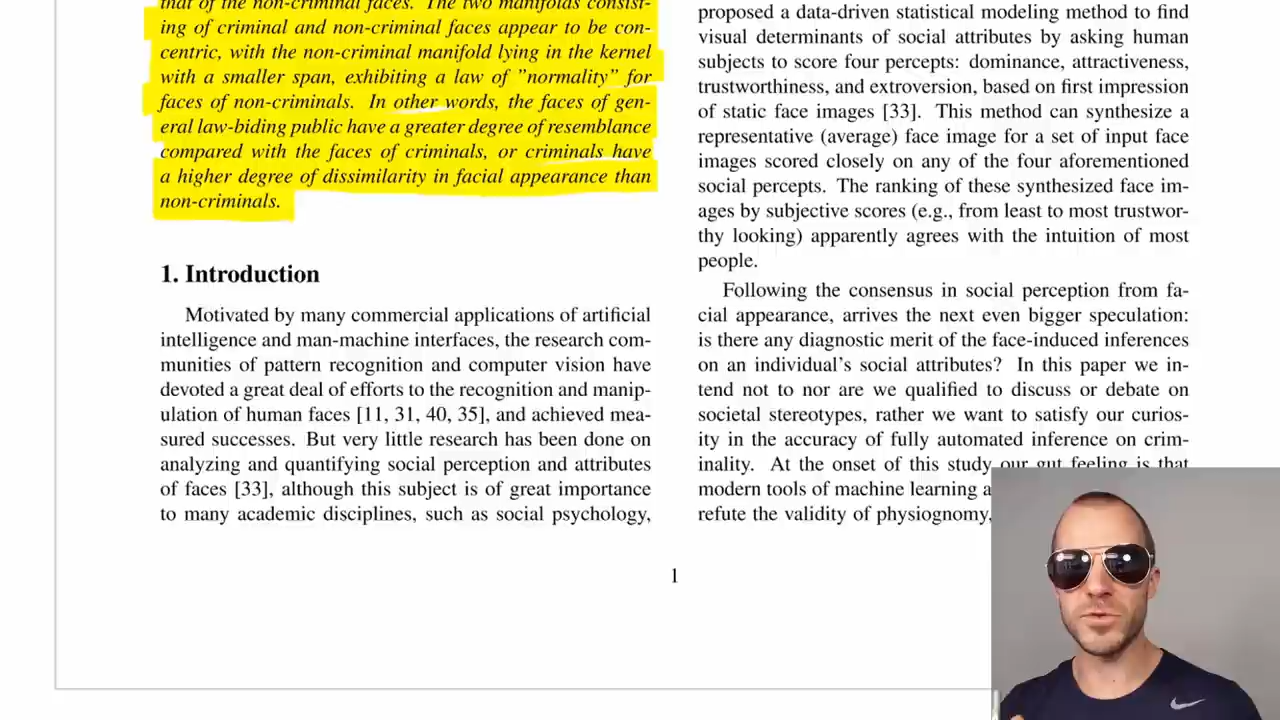 that of the non-criminal faces. The two manifolds consist-
ing of criminal and non-criminal faces appear to be con-
centric, with the non-criminal manifold lying in the kernel
with a smaller span, exhibiting a law of "normality" for
faces of non-criminals. In other words, the faces of gen-
eral law-biding public have a greater degree of resemblance
compared with the faces of criminals, or criminals have
a higher degree of dissimilarity in facial appearance than
non-criminals.
1. Introduction
Motivated by many commercial applications of artificial
intelligence and man-machine interfaces, the research com-
munities of pattern recognition and computer vision have
devoted a great deal of efforts to the recognition and manip-
ulation of human faces [11, 31, 40, 35], and achieved mea-
sured successes. But very little research has been done on
analyzing and quantifying social perception and attributes
of faces [33], although this subject is of great importance
to many academic disciplines, such as social psychology,
proposed a data-driven statistical modeling method to find
visual determinants of social attributes by asking human
subjects to score four percepts: dominance, attractiveness,
trustworthiness, and extroversion, based on first impression
of static face images [33]. This method can synthesize a
representative (average) face image for a set of input face
images scored closely on any of the four aforementioned
social percepts. The ranking of these synthesized face im-
ages by subjective scores (e.g., from least to most trustwor-
thy looking) apparently agrees with the intuition of most
people.
Following the consensus in social perception from fa-
cial appearance, arrives the next even bigger speculation:
is there any diagnostic merit of the face-induced inferences
on an individual's social attributes? In this paper we in-
tend not to nor are we qualified to discuss or debate on
societal stereotypes, rather we want to satisfy our curios-
ity in the accuracy of fully automated inference on crim-
inality. At the onset of this study our gut feeling is that
modern tools of machine learning a
refute the validity of physiognomy,
1